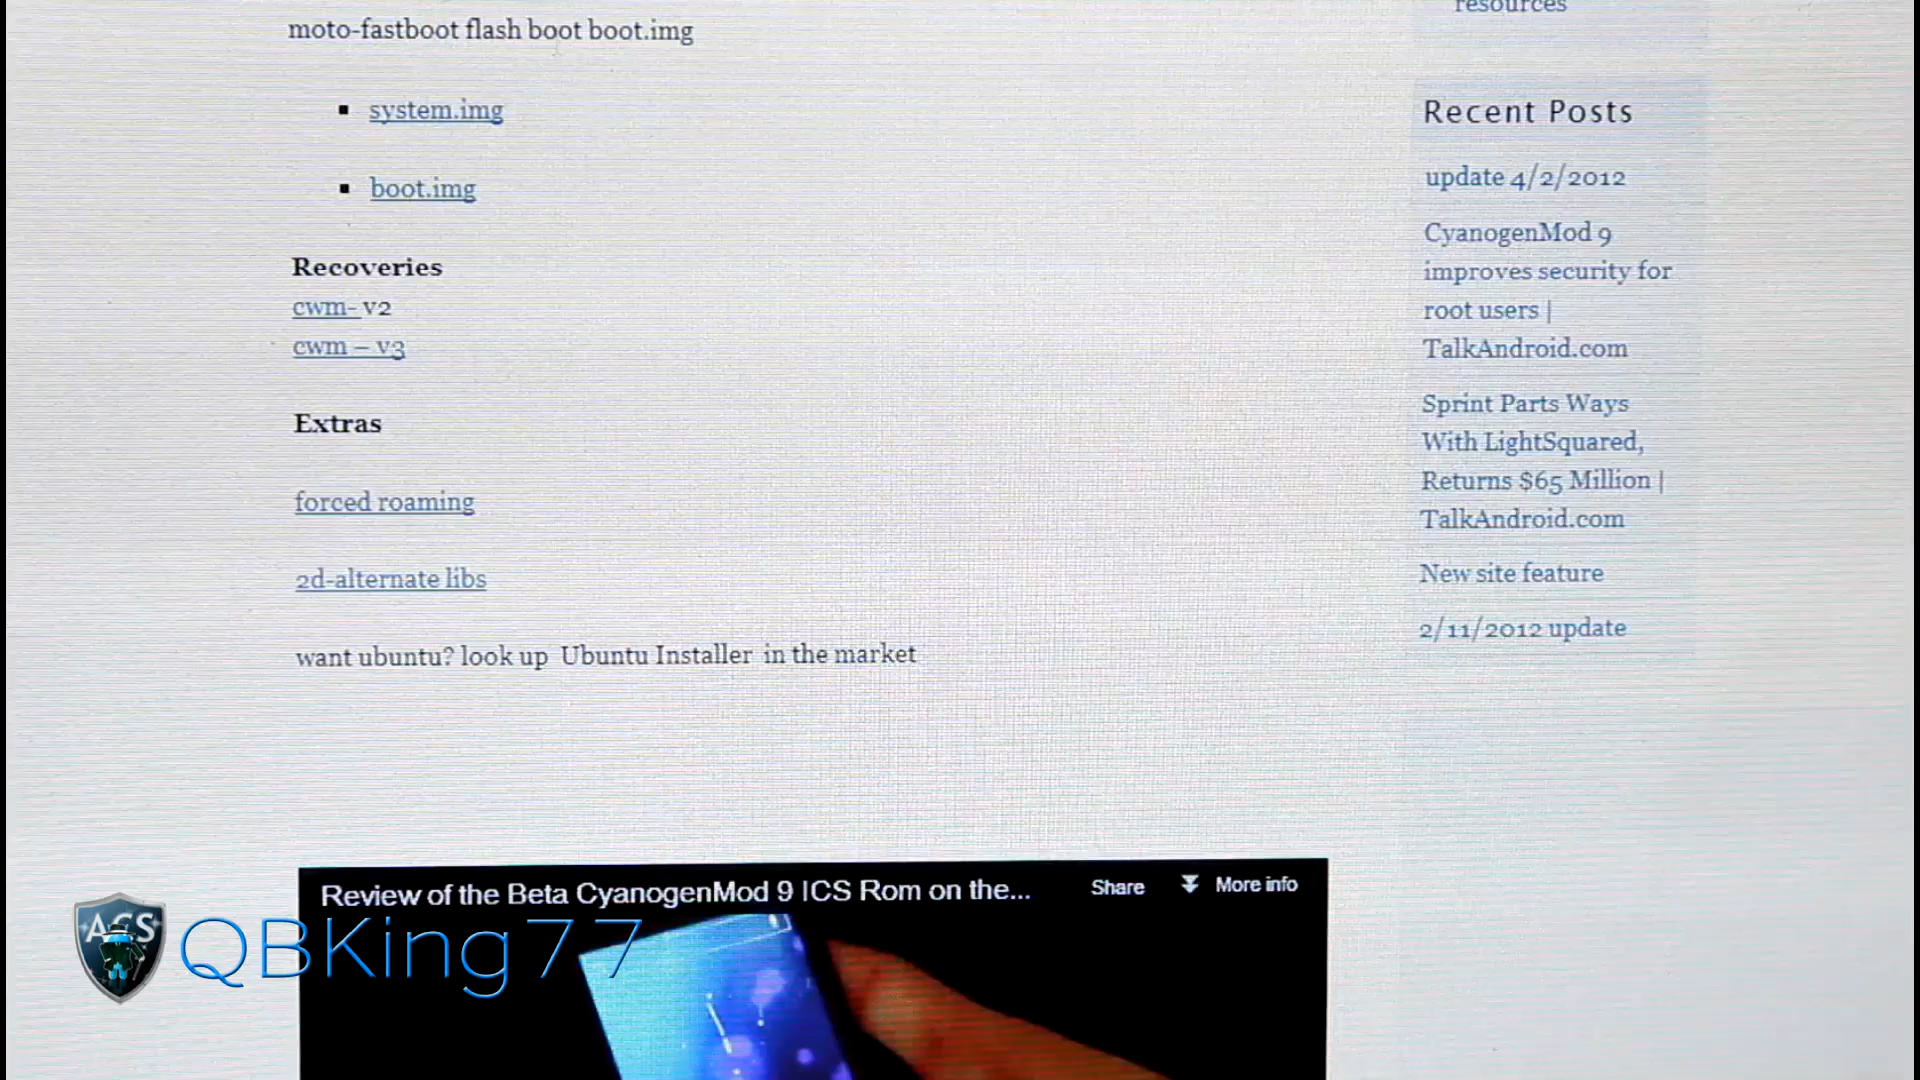 moto-fastboot flash boot boot.img
system.img
boot.img
Recoveries
cwm- v2
cwm – v3
Extras
forced roaming
2d-alternate libs
want ubuntu? look up Ubuntu Installer in the market
resources
Recent Posts
update 4/2/2012
CyanogenMod 9
improves security for
root users |
TalkAndroid.com
Sprint Parts Ways
With LightSquared,
Returns $65 Million |
TalkAndroid.com
New site feature
2/11/2012 update
Review of the Beta CyanogenMod 9 ICS Rom on the...
Share
More info
ACS
QBKing77